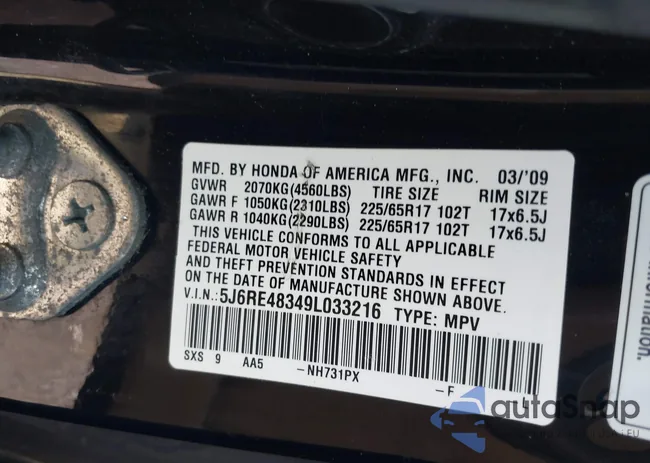 MFD. BY HONDA OF AMERICA MFG., INC. 03/'09
GVWR 2070KG(4560LBS) TIRE SIZE RIM SIZE
GAWR F 1050KG(2310LBS) 225/65R17 102T 17x6.5J
GAWR R 1040KG(2290LBS) 225/65R17 102T 17x6.5J
THIS VEHICLE CONFORMS TO ALL APPLICABLE
FEDERAL MOTOR VEHICLE SAFETY
AND THEFT PREVENTION STANDARDS IN EFFECT
ON THE DATE OF MANUFACTURE SHOWN ABOVE.
V.I.N.: 5J6RE48349L033216 TYPE: MPV
SXS 9 AA5 -NH731PX -F
nformation.
autoSnap